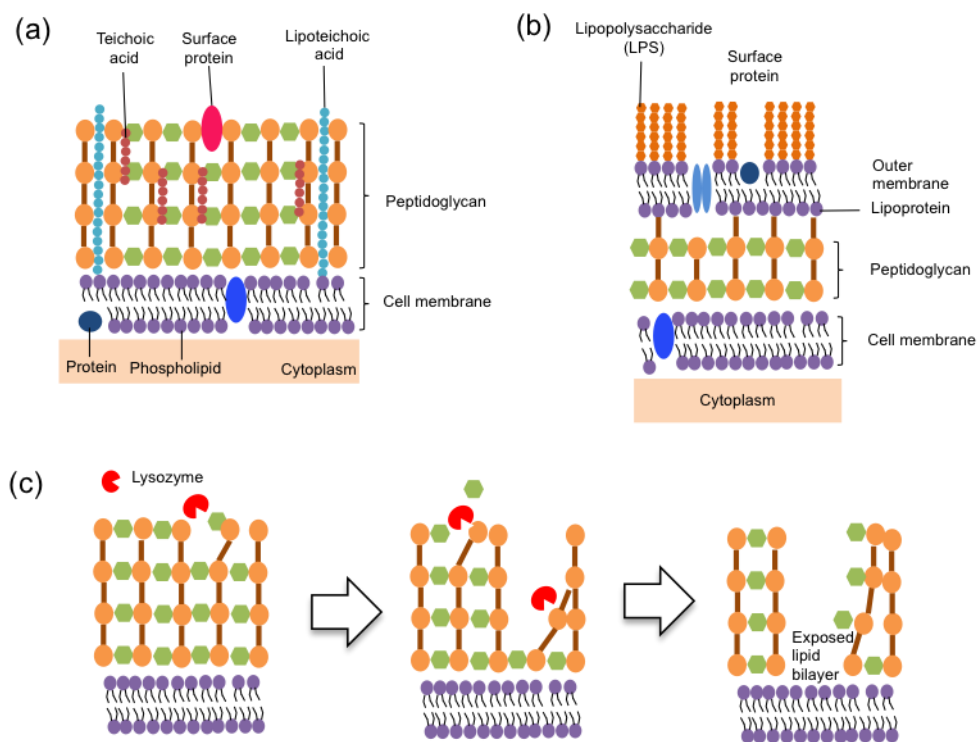 (a)
Teichoic
acid
Surface
protein
Lipoteichoic
acid
Peptidoglycan
Cell membrane
Protein
Phospholipid
Cytoplasm
(b)
Lipopolysaccharide
(LPS)
Surface
protein
Outer
membrane
Lipoprotein
Peptidoglycan
Cell membrane
Cytoplasm
(c)
Lysozyme
Exposed
lipid
bilayer